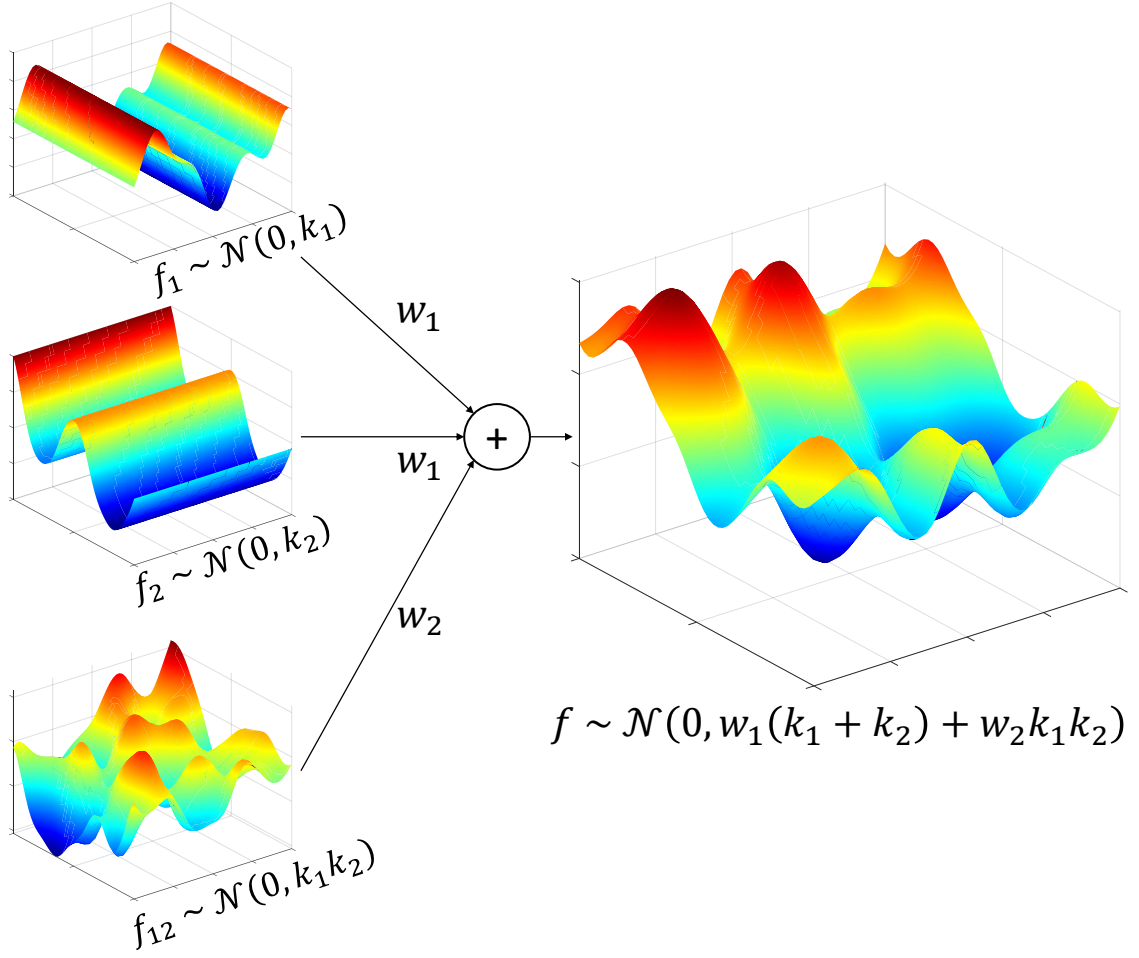 f₁ ~ 𝒩(0, k₁)
w₁
f₂ ~ 𝒩(0, k₂)
w₁
+
w₂
f₁₂ ~ 𝒩(0, k₁k₂)
f ~ 𝒩(0, w₁(k₁ + k₂) + w₂k₁k₂)